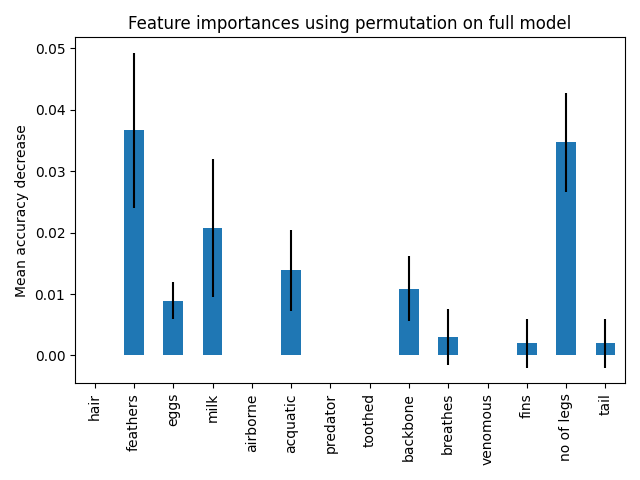 Feature importances using permutation on full model
Mean accuracy decrease
0.05
0.04
0.03
0.02
0.01
0.00
hair
feathers
eggs
milk
airborne
acquatic
predator
toothed
backbone
breathes
venomous
fins
no of legs
tail